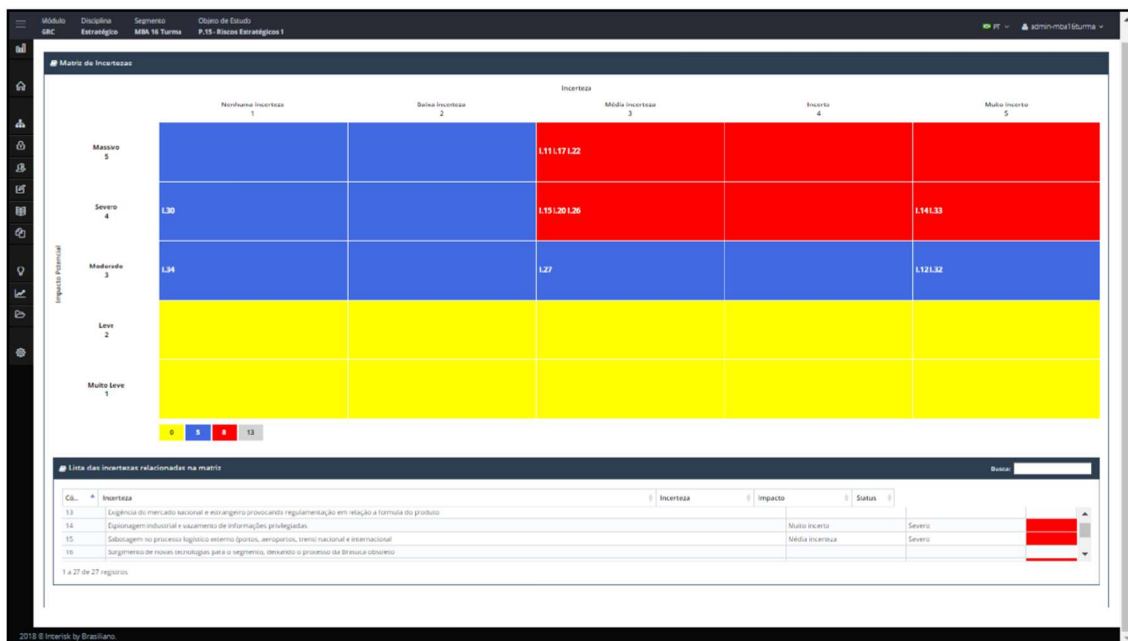 Módulo Disciplina Segmento Objeto de Estudo
GRC Estratégico MBA 16 Turma P.15 - Riscos Estratégicos 1
PT admin-mba16turma
Matriz de Incertezas
Incerteza
Nenhuma incerteza Baixa incerteza Média incerteza Incerto Muito incerto
1 2 3 4 5
Massivo
5
I.11 I.17 I.22
Severo
4
I.30 I.15 I.20 I.26 I.14 I.33
Impacto Potencial
Moderado
3
I.34 I.27 I.12 I.32
Leve
2
Muito Leve
1
0 5 8 13
Lista das incertezas relacionadas na matriz
Busca:
Có... Incerteza Incerteza Impacto Status
13 Exigência do mercado nacional e estrangeiro provocando regulamentação em relação a fórmula do produto
14 Espionagem industrial e vazamento de informações privilegiadas Muito incerto Severo
15 Sabotagem no processo logístico externo (portos, aeroportos, trens) nacional e internacional Média incerteza Severo
16 Surgimento de novas tecnologias para o segmento, deixando o processo da Brasuca obsoleto
1 a 27 de 27 registros
2018 © Interisk by Brasiliano.